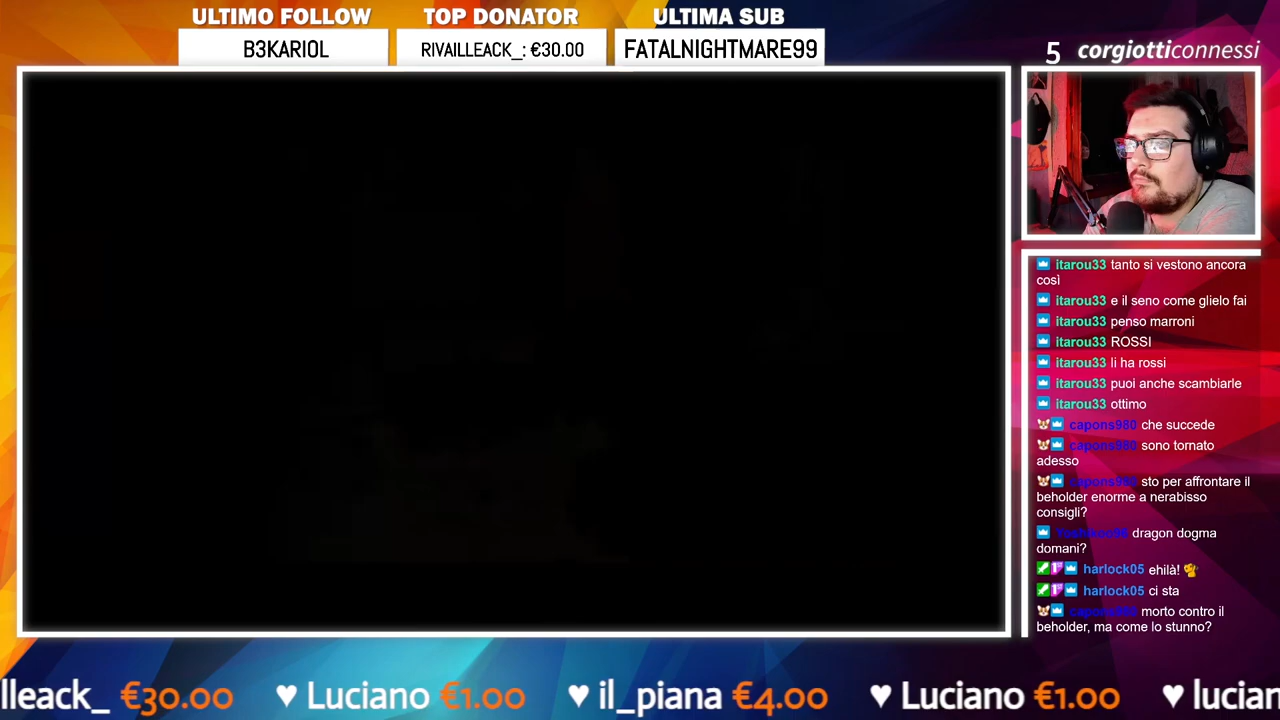 ULTIMO FOLLOW
TOP DONATOR
ULTIMA SUB
B3KARIOL
RIVAILLEACK_: €30.00
FATALNIGHTMARE99
5 corgiotticonnessi
itarou33 tanto si vestono ancora
così
itarou33 e il seno come glielo fai
itarou33 penso marroni
itarou33 ROSSI
itarou33 li ha rossi
itarou33 puoi anche scambiarle
itarou33 ottimo
capons980 che succede
capons980 sono tornato
adesso
capons980 sto per affrontare il
beholder enorme a nerabisso
consigli?
dragon dogma
domani?
harlock05 ehilà!
harlock05 ci sta
capons980 morto contro il
beholder, ma come lo stunno?
lleack_ €30.00 ♥ Luciano €1.00 ♥ il_piana €4.00 ♥ Luciano €1.00 ♥ lucian